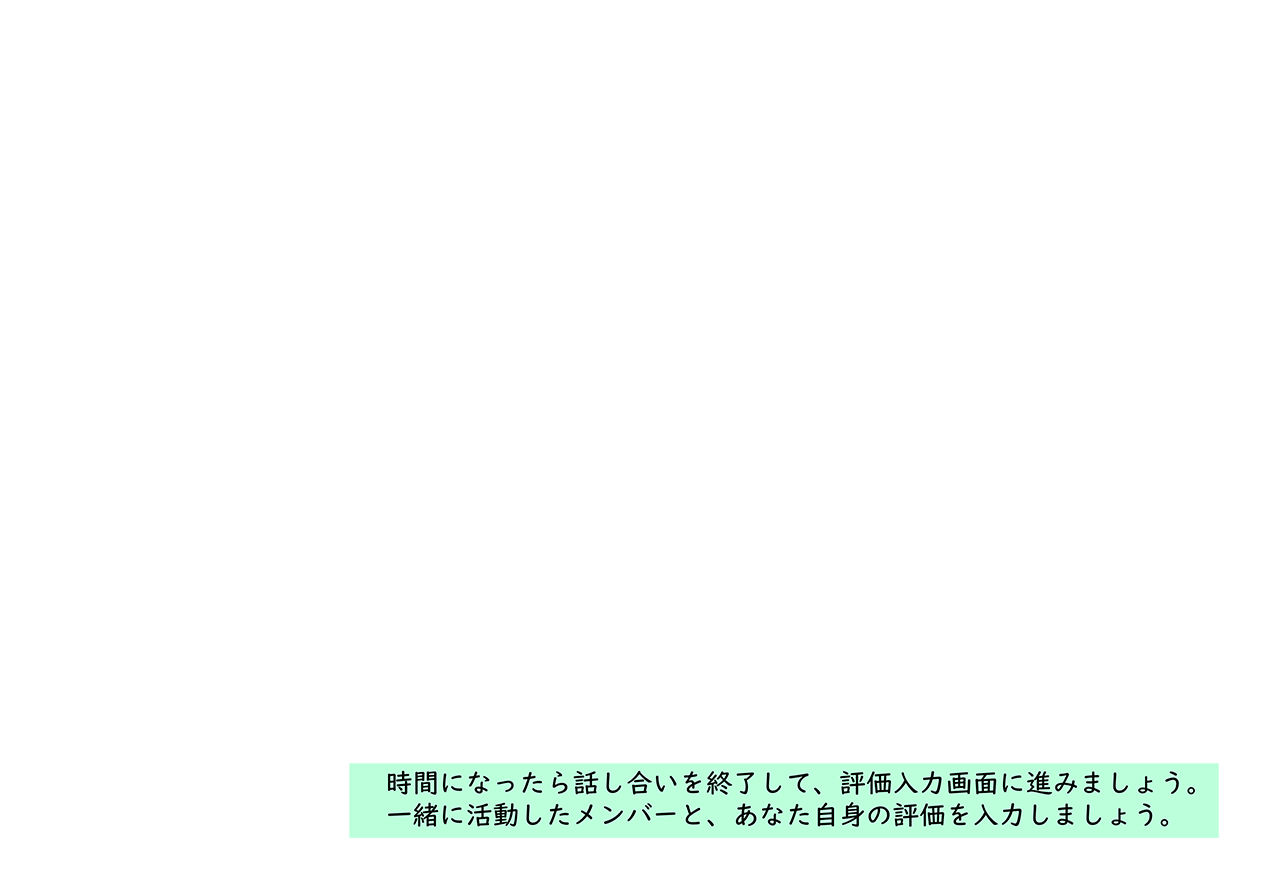 時間になったら話し合いを終了して、評価入力画面に進みましょう。
一緒に活動したメンバーと、あなた自身の評価を入力しましょう。